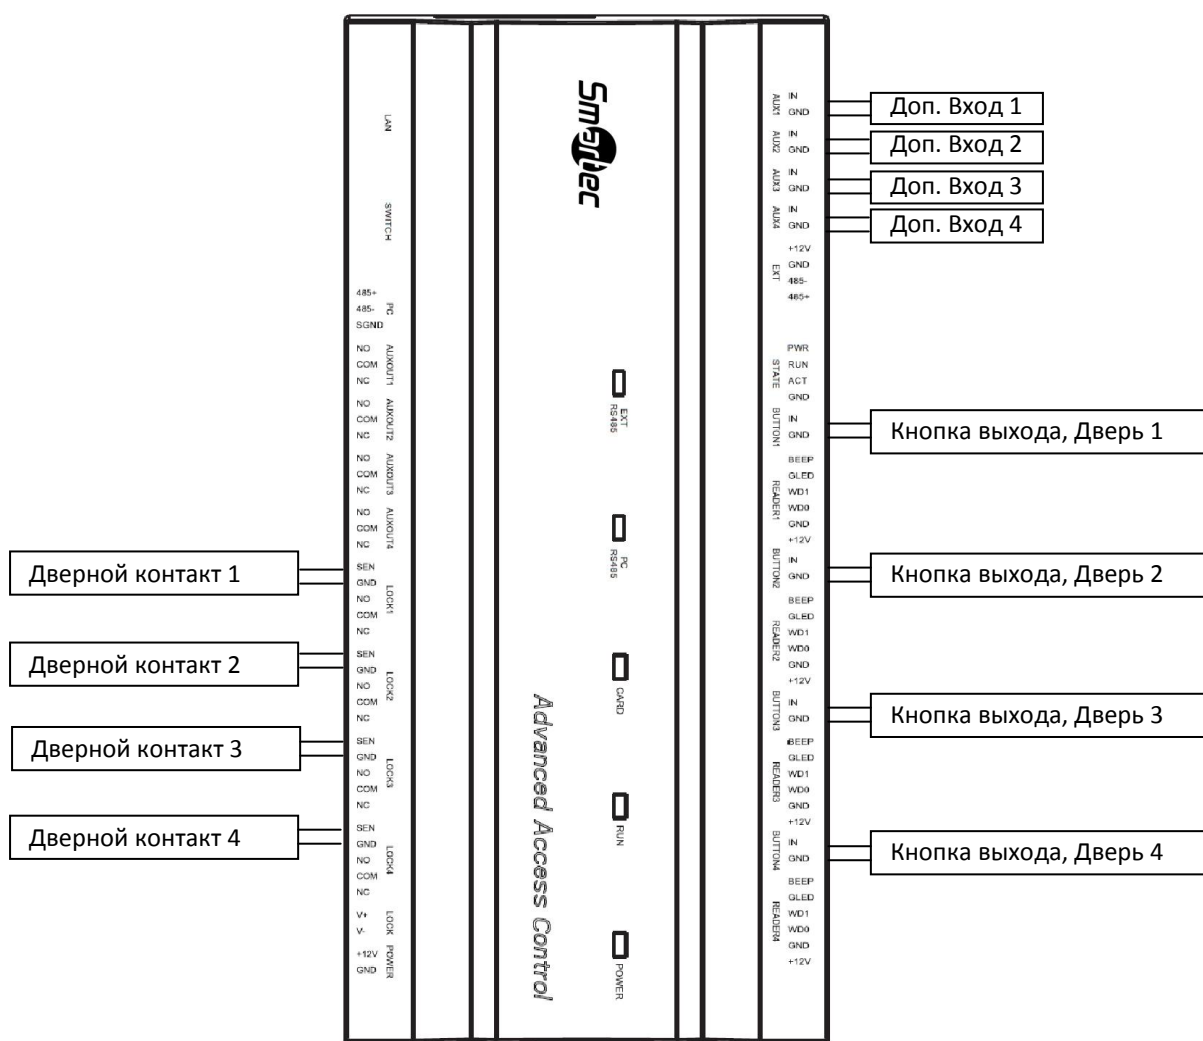 Smartec
LAN
SWITCH
485+
485-
SGND
PC
NO
COM
NC
AUXOUT1
NO
COM
NC
AUXOUT2
NO
COM
NC
AUXOUT3
NO
COM
NC
AUXOUT4
Дверной контакт 1
SEN
GND
NO
COM
NC
LOCK1
Дверной контакт 2
SEN
GND
NO
COM
NC
LOCK2
Дверной контакт 3
SEN
GND
NO
COM
NC
LOCK3
Дверной контакт 4
SEN
GND
NO
COM
NC
LOCK4
V+
V-
LOCK
+12V
GND
POWER
EXT
RS485
PC
RS485
CARD
RUN
POWER
Advanced Access Control
AUX1
IN
GND
Доп. Вход 1
AUX2
IN
GND
Доп. Вход 2
AUX3
IN
GND
Доп. Вход 3
AUX4
IN
GND
Доп. Вход 4
EXT
+12V
GND
485-
485+
STATE
PWR
RUN
ACT
GND
BUTTON1
IN
GND
Кнопка выхода, Дверь 1
READER1
BEEP
GLED
WD1
WD0
GND
+12V
BUTTON2
IN
GND
Кнопка выхода, Дверь 2
READER2
BEEP
GLED
WD1
WD0
GND
+12V
BUTTON3
IN
GND
Кнопка выхода, Дверь 3
READER3
BEEP
GLED
WD1
WD0
GND
+12V
BUTTON4
IN
GND
Кнопка выхода, Дверь 4
READER4
BEEP
GLED
WD1
WD0
GND
+12V